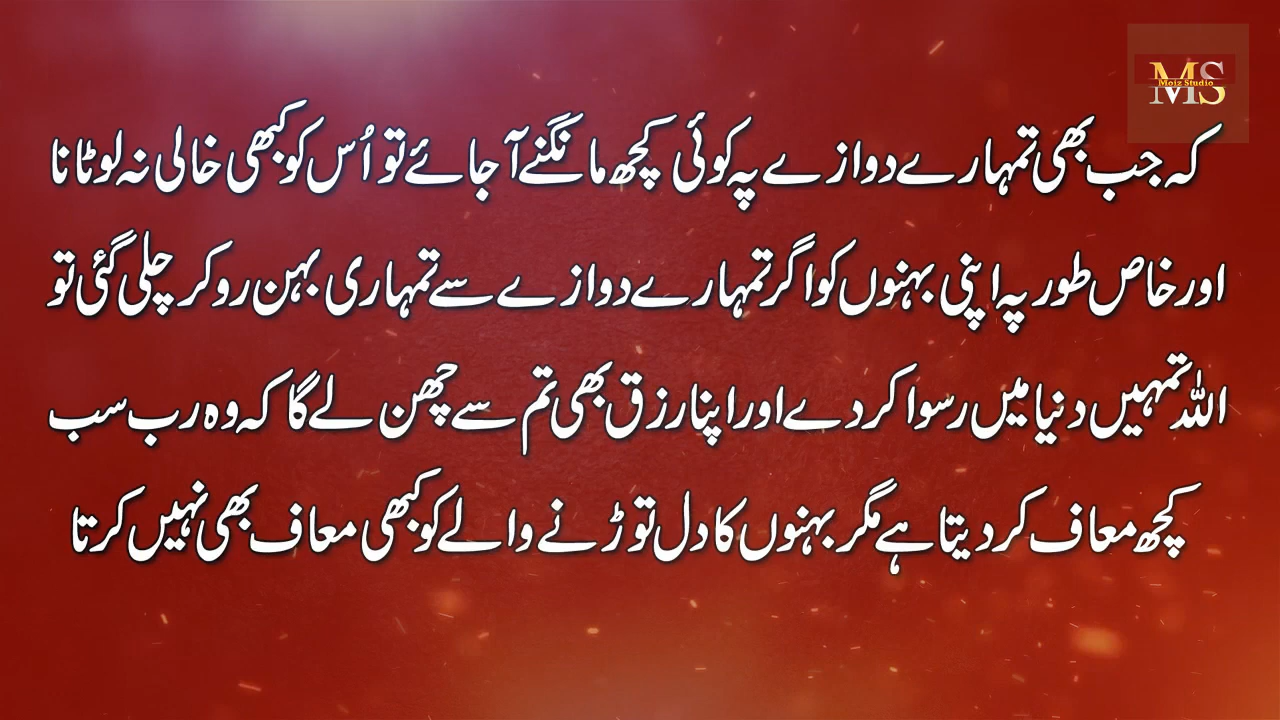 MS
Moiz Studio
کہ جب بھی تمہارے دوازے پہ کوئی کچھ مانگنے آ جائے تو اُس کو کبھی خالی نہ لوٹانا
اور خاص طور پہ اپنی بہنوں کو اگر تمہارے دوازے سے تمہاری بہن رو کر چلی گئی تو
اللہ تمہیں دنیا میں رسوا کر دے اور اپنا رزق بھی تم سے چھن لے گا کہ وہ رب سب
کچھ معاف کر دیتا ہے مگر بہنوں کا دل توڑنے والے کو کبھی معاف بھی نہیں کرتا